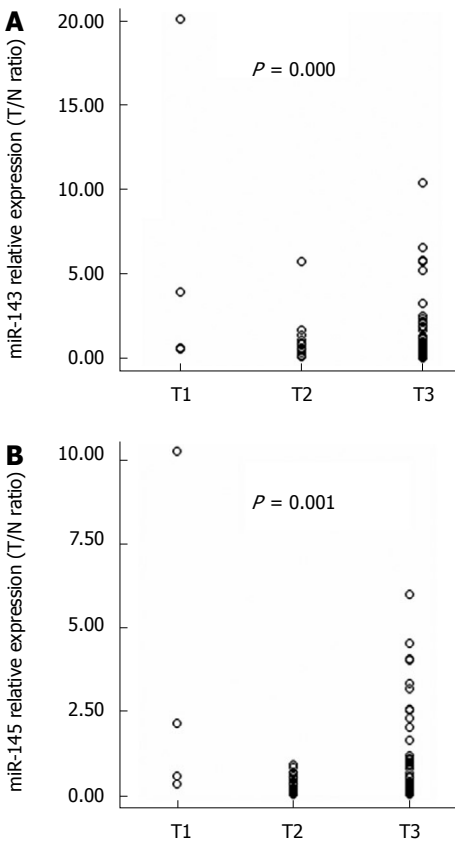 A
miR-143 relative expression (T/N ratio)
20.00
15.00
10.00
5.00
0.00
P = 0.000
T1 T2 T3
B
miR-145 relative expression (T/N ratio)
10.00
7.50
5.00
2.50
0.00
P = 0.001
T1 T2 T3